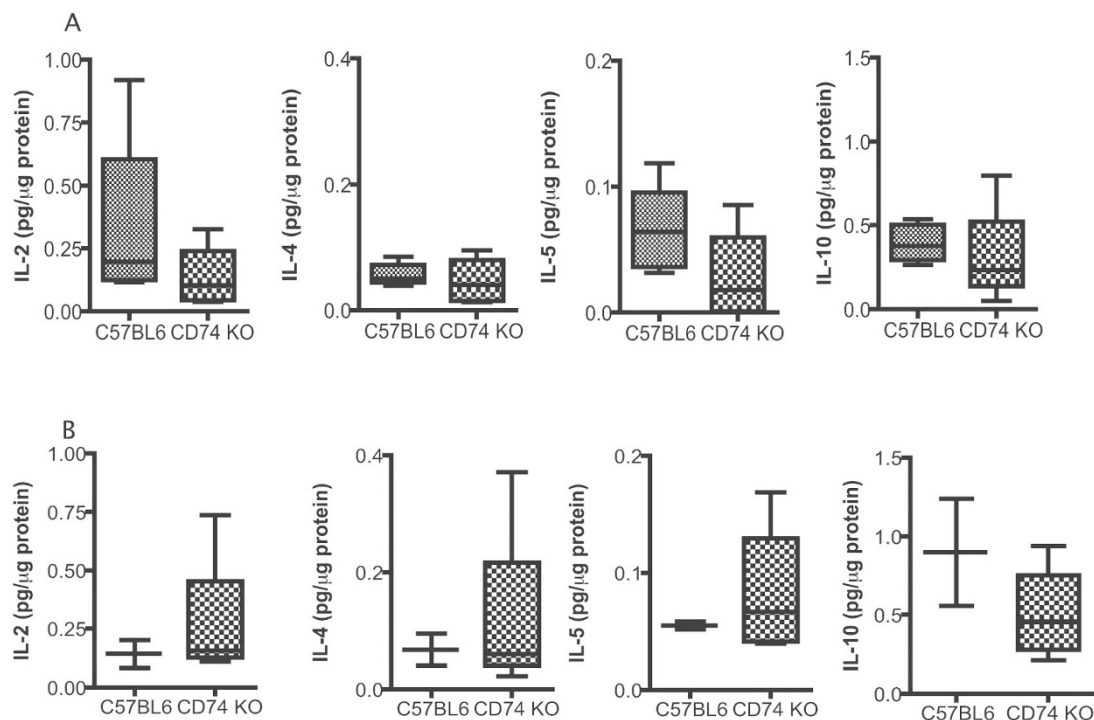 A
IL-2 (pg/µg protein)
1.00
0.75
0.50
0.25
0.00
C57BL6 CD74 KO
IL-4 (pg/µg protein)
0.4
0.2
0.0
C57BL6 CD74 KO
IL-5 (pg/µg protein)
0.2
0.1
0.0
C57BL6 CD74 KO
IL-10 (pg/µg protein)
1.5
1.0
0.5
0.0
C57BL6 CD74 KO
B
IL-2 (pg/µg protein)
1.00
0.75
0.50
0.25
0.00
C57BL6 CD74 KO
IL-4 (pg/µg protein)
0.4
0.2
0.0
C57BL6 CD74 KO
IL-5 (pg/µg protein)
0.2
0.1
0.0
C57BL6 CD74 KO
IL-10 (pg/µg protein)
1.5
1.0
0.5
0.0
C57BL6 CD74 KO